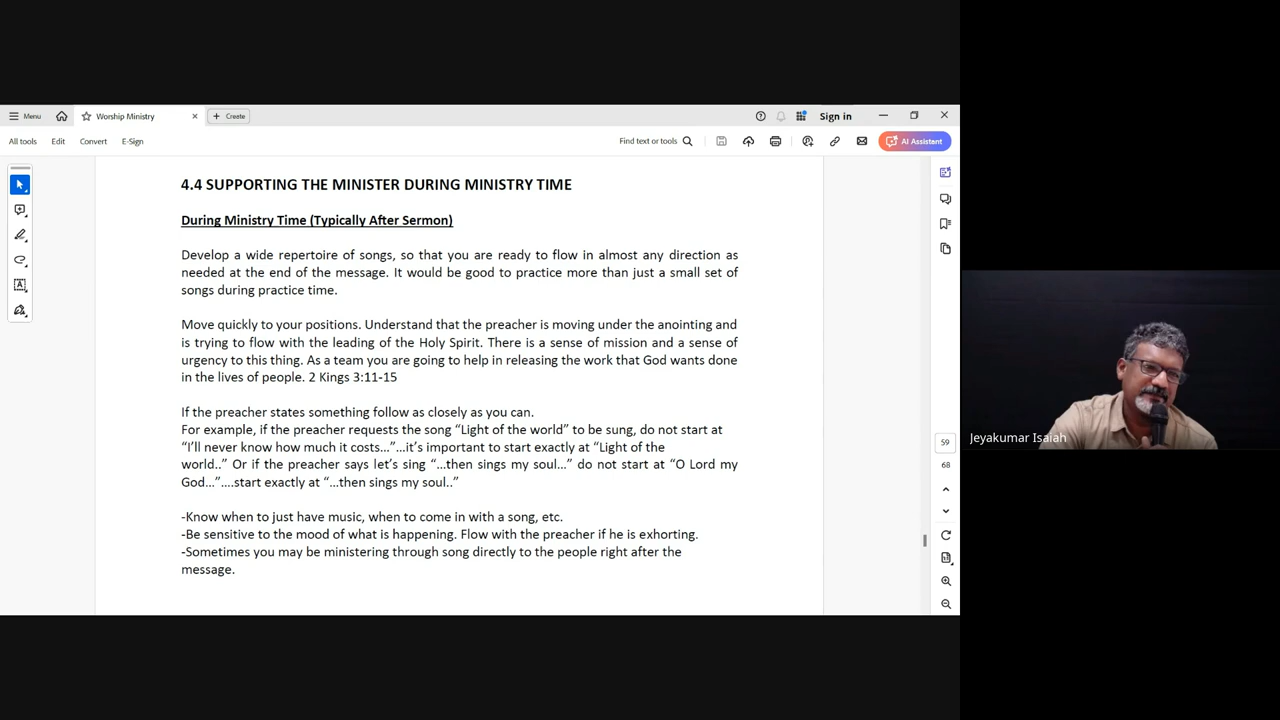 Menu
Worship Ministry
Create
Sign in
All tools
Edit
Convert
E-Sign
Find text or tools
AI Assistant
4.4 SUPPORTING THE MINISTER DURING MINISTRY TIME
During Ministry Time (Typically After Sermon)
Develop a wide repertoire of songs, so that you are ready to flow in almost any direction as
needed at the end of the message. It would be good to practice more than just a small set of
songs during practice time.
Move quickly to your positions. Understand that the preacher is moving under the anointing and
is trying to flow with the leading of the Holy Spirit. There is a sense of mission and a sense of
urgency to this thing. As a team you are going to help in releasing the work that God wants done
in the lives of people. 2 Kings 3:11-15
If the preacher states something follow as closely as you can.
For example, if the preacher requests the song “Light of the world” to be sung, do not start at
“I’ll never know how much it costs...”...it’s important to start exactly at “Light of the
world..” Or if the preacher says let’s sing “...then sings my soul...” do not start at “O Lord my
God...”....start exactly at “...then sings my soul..”
-Know when to just have music, when to come in with a song, etc.
-Be sensitive to the mood of what is happening. Flow with the preacher if he is exhorting.
-Sometimes you may be ministering through song directly to the people right after the
message.
59
68
Jeyakumar Isaiah